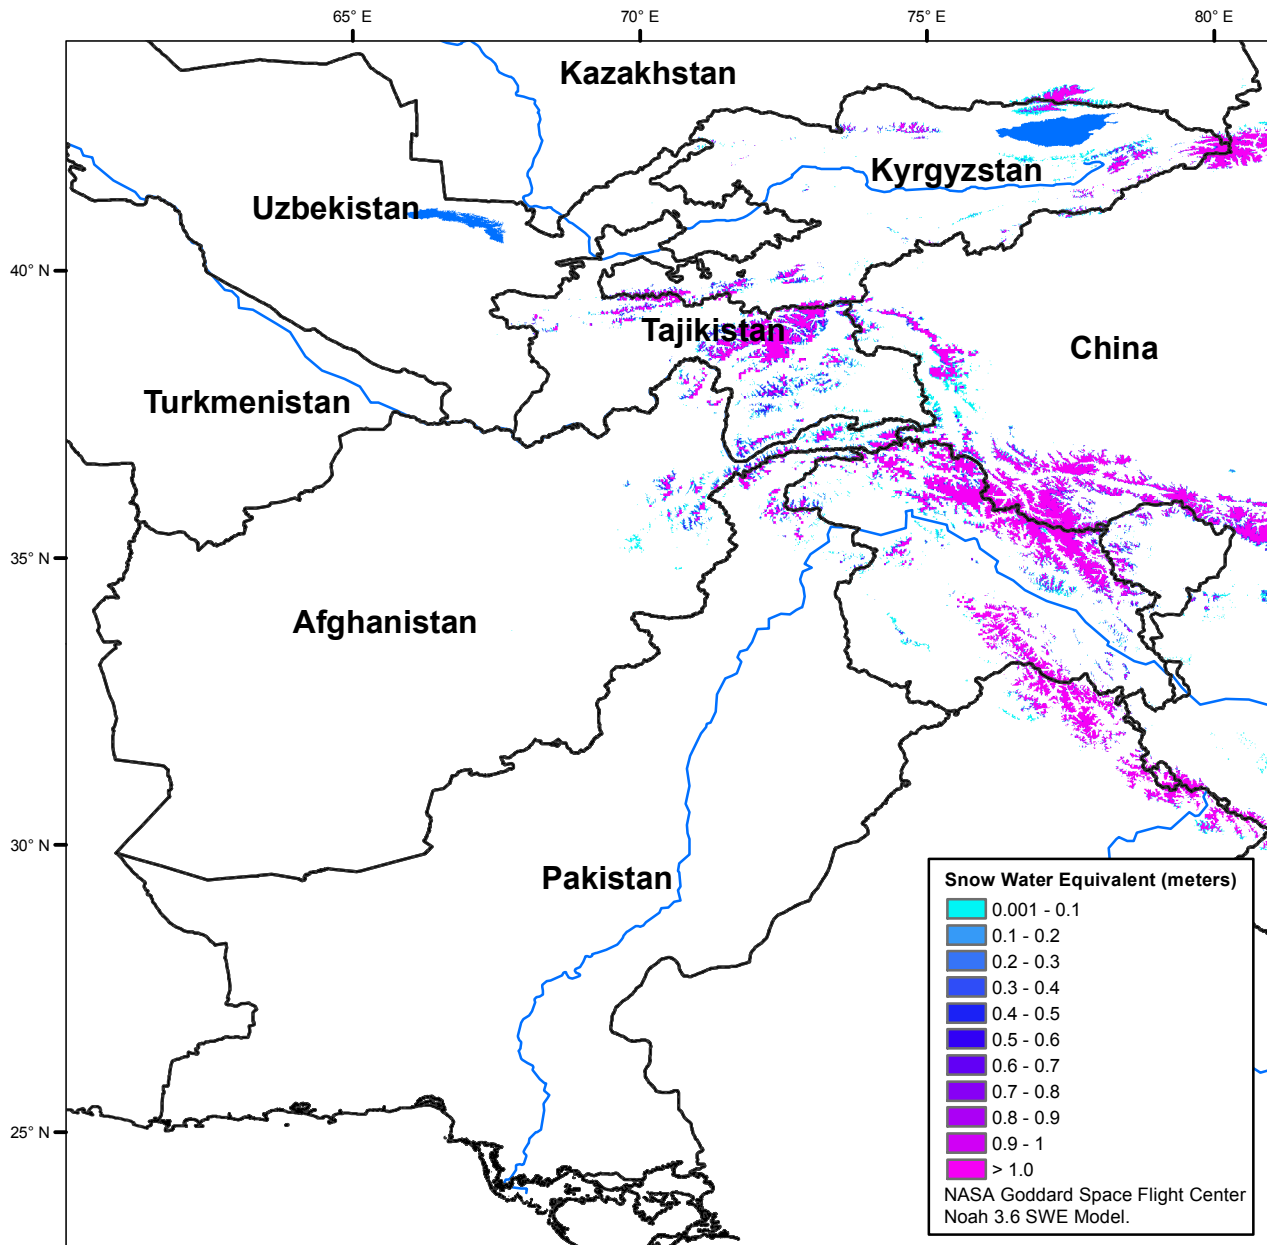 65° E
70° E
75° E
80° E
Kazakhstan
Kyrgyzstan
Uzbekistan
40° N
Tajikistan
China
Turkmenistan
35° N
Afghanistan
30° N
Pakistan
25° N
Snow Water Equivalent (meters)
0.001 - 0.1
0.1 - 0.2
0.2 - 0.3
0.3 - 0.4
0.4 - 0.5
0.5 - 0.6
0.6 - 0.7
0.7 - 0.8
0.8 - 0.9
0.9 - 1
> 1.0
NASA Goddard Space Flight Center
Noah 3.6 SWE Model.